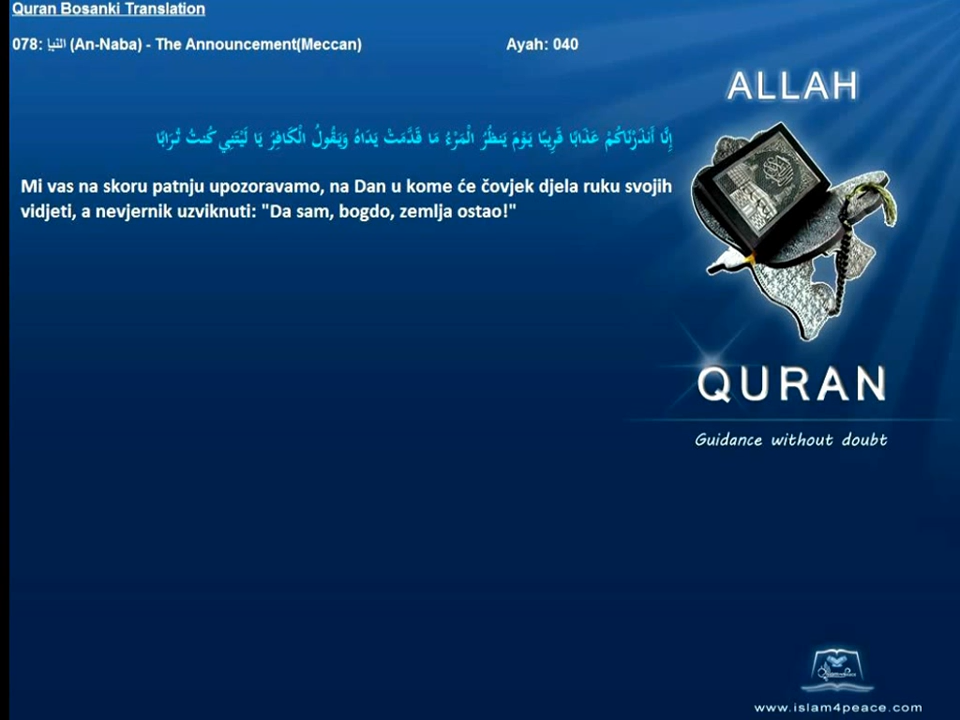 Quran Bosanki Translation
078: النبإ (An-Naba) - The Announcement(Meccan) Ayah: 040
ALLAH
إِنَّا أَنذَرْنَاكُمْ عَذَابًا قَرِيبًا يَوْمَ يَنظُرُ الْمَرْءُ مَا قَدَّمَتْ يَدَاهُ وَيَقُولُ الْكَافِرُ يَا لَيْتَنِي كُنتُ تُرَابًا
Mi vas na skoru patnju upozoravamo, na Dan u kome će čovjek djela ruku svojih
vidjeti, a nevjernik uzviknuti: "Da sam, bogdo, zemlja ostao!"
QURAN
Guidance without doubt
www.islam4peace.com